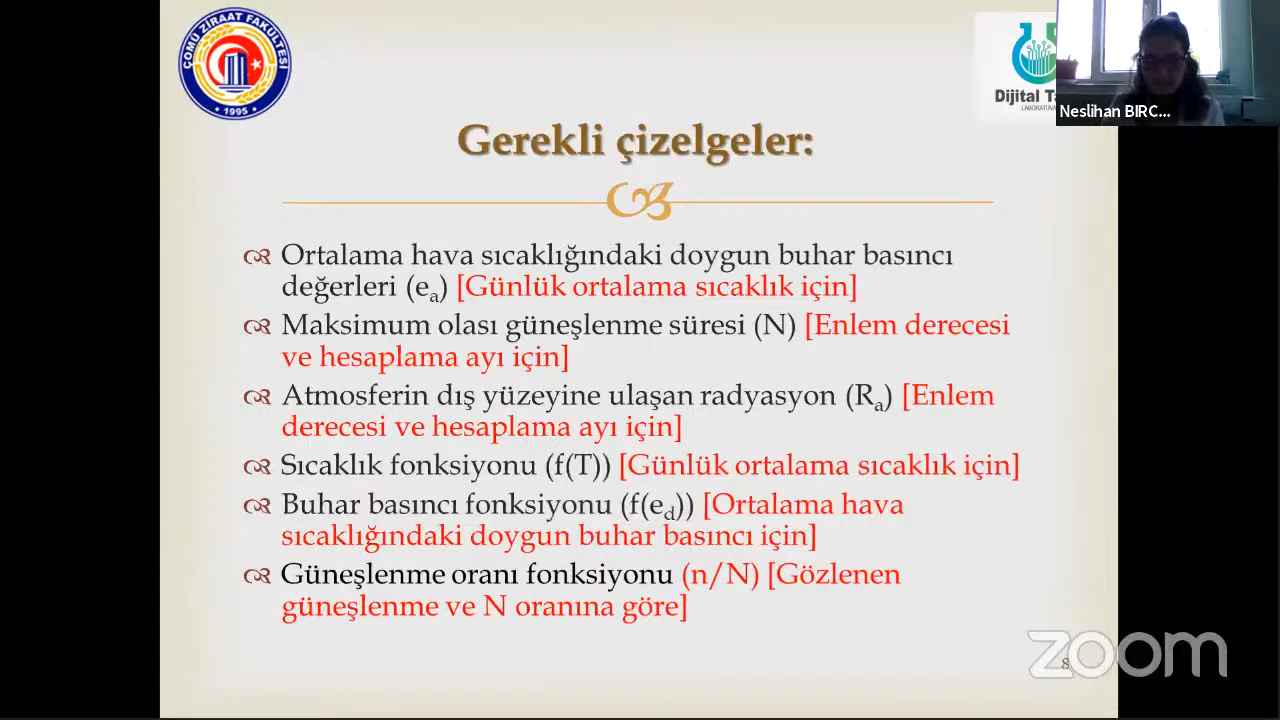 ÇOMÜ ZİRAAT FAKÜLTESİ
• 1995 •
Dijital
Neslihan BIRC...
Gerekli çizelgeler:
Ortalama hava sıcaklığındaki doygun buhar basıncı
değerleri (ea) [Günlük ortalama sıcaklık için]
Maksimum olası güneşlenme süresi (N) [Enlem derecesi
ve hesaplama ayı için]
Atmosferin dış yüzeyine ulaşan radyasyon (Ra) [Enlem
derecesi ve hesaplama ayı için]
Sıcaklık fonksiyonu (f(T)) [Günlük ortalama sıcaklık için]
Buhar basıncı fonksiyonu (f(ed)) [Ortalama hava
sıcaklığındaki doygun buhar basıncı için]
Güneşlenme oranı fonksiyonu (n/N) [Gözlenen
güneşlenme ve N oranına göre]
8
zoom